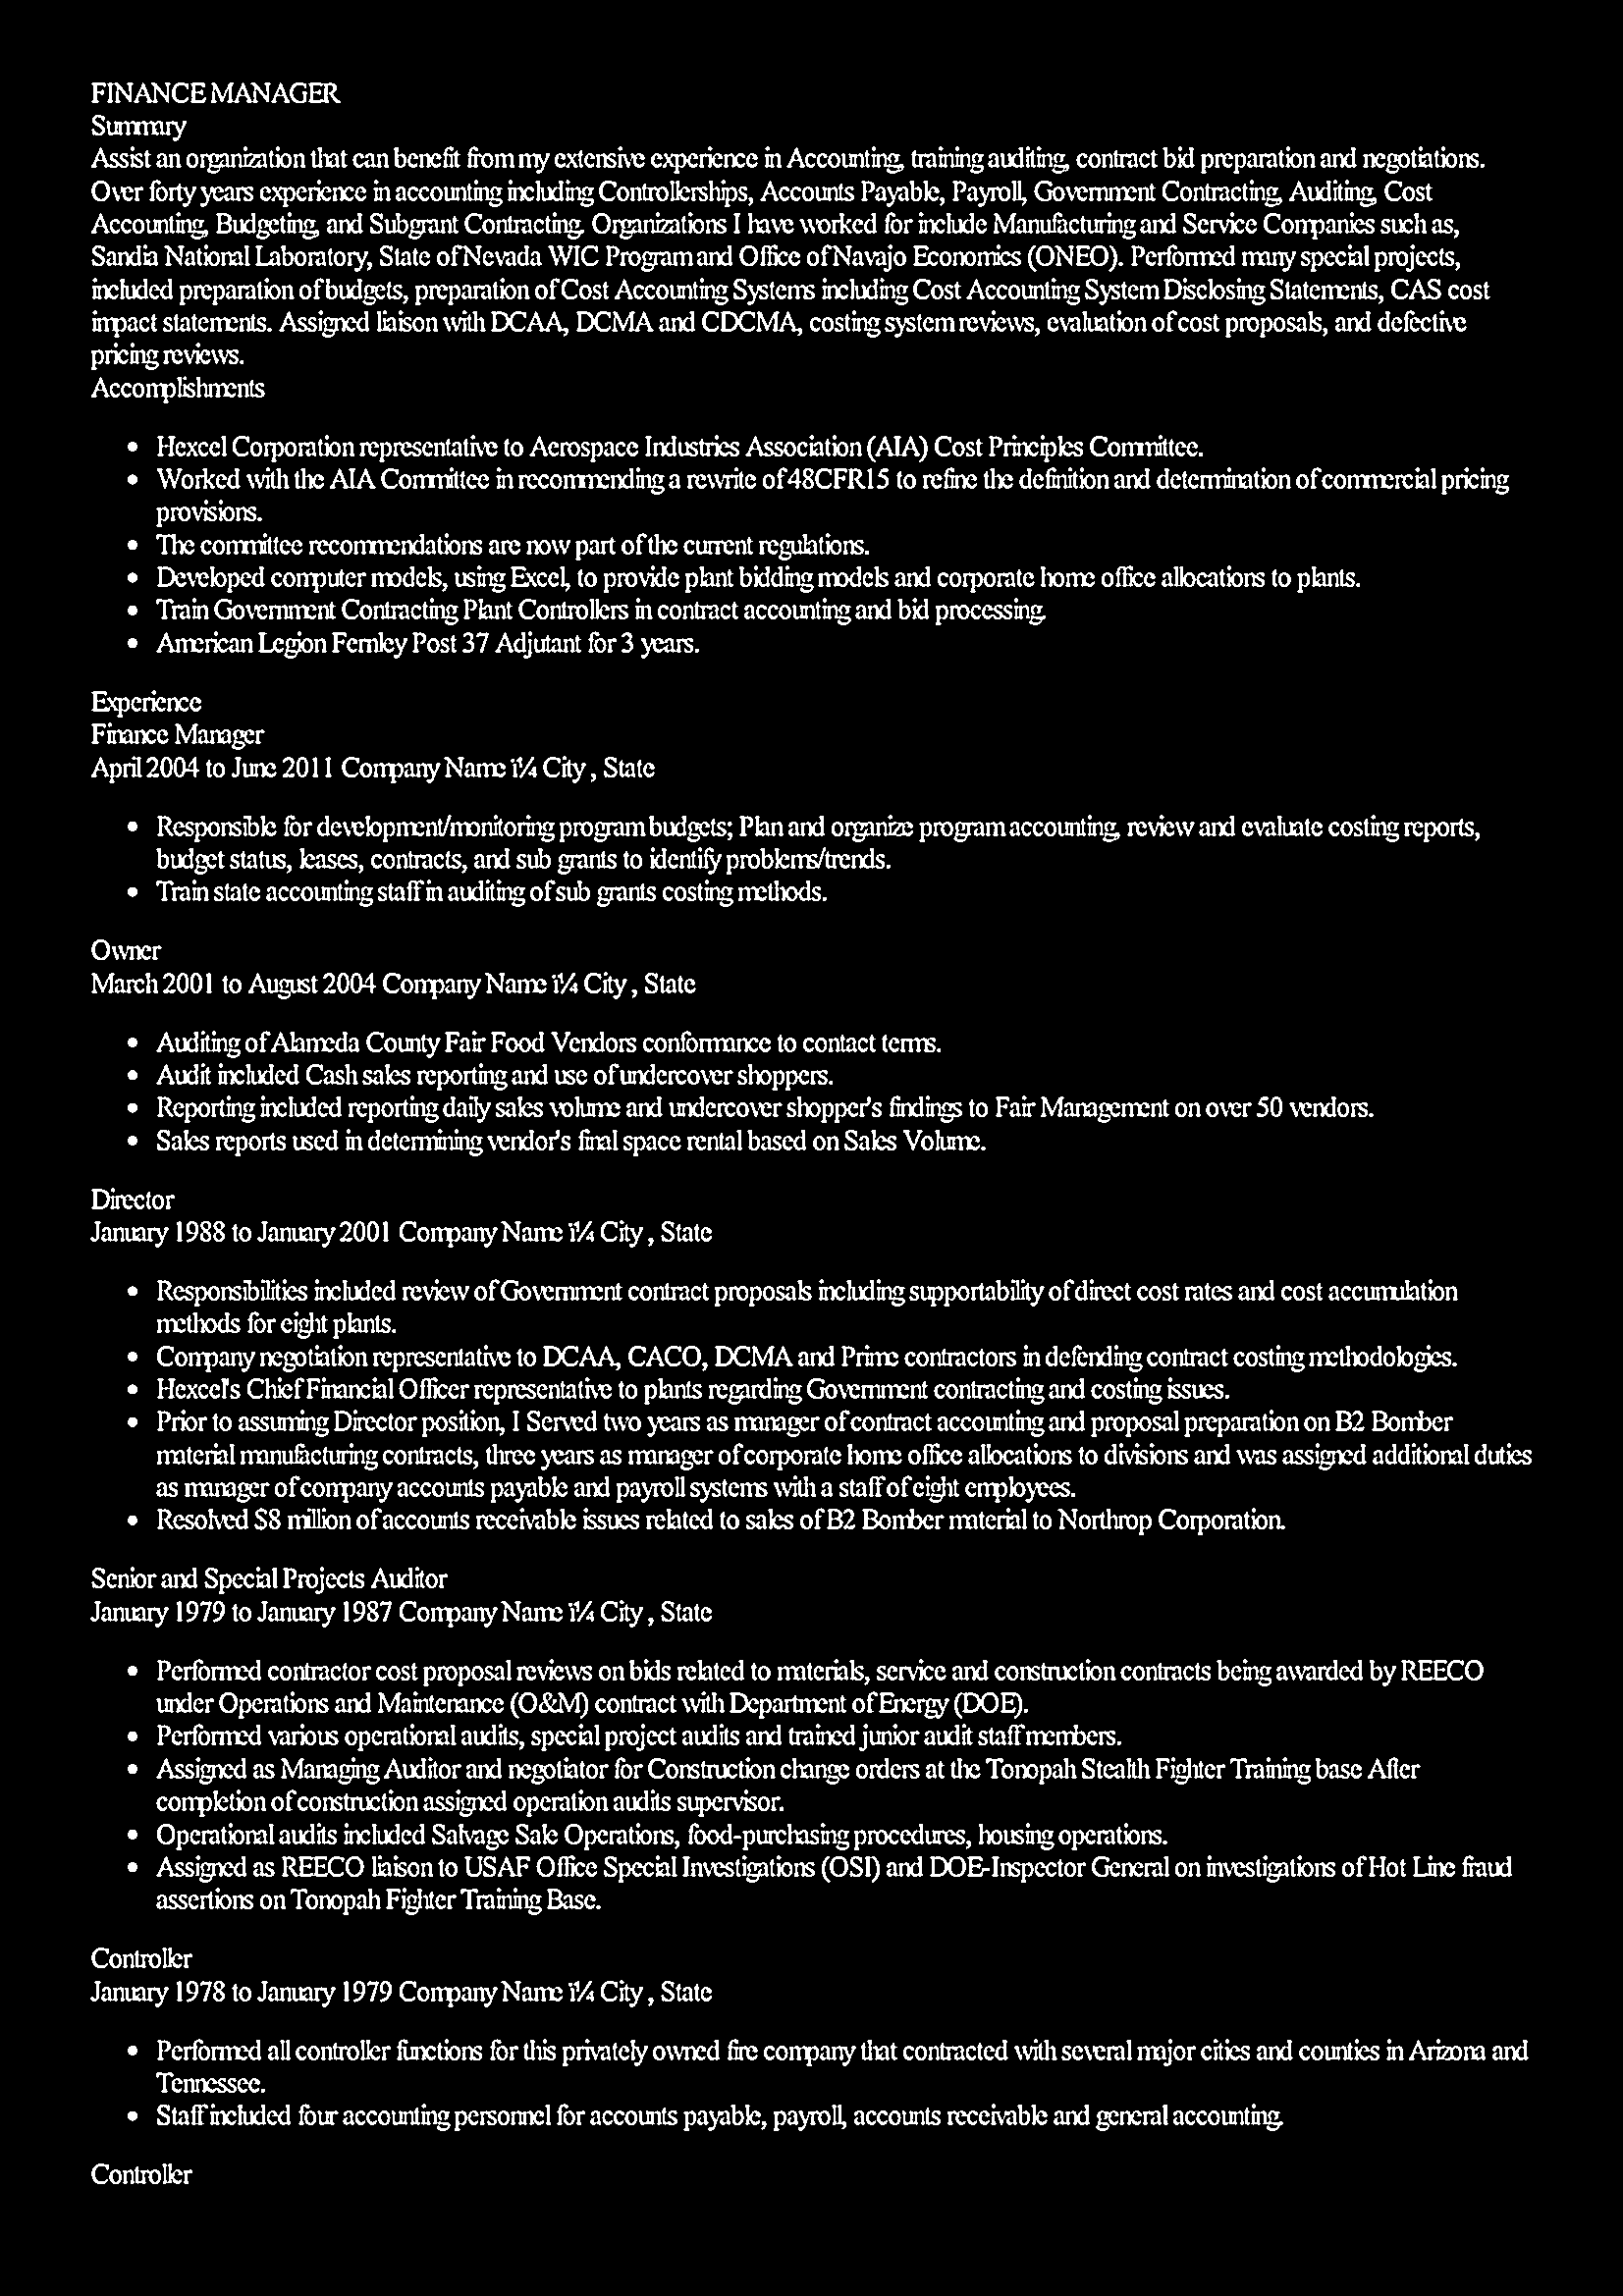 FINANCE MANAGER
Summary
Assist an organization that can benefit from my extensive experience in Accounting, training auditing, contract bid preparation and negotiations.
Over forty years experience in accounting including Controllerships, Accounts Payable, Payroll, Government Contracting, Auditing, Cost
Accounting, Budgeting, and Subgrant Contracting. Organizations I have worked for include Manufacturing and Service Companies such as,
Sandia National Laboratory, State of Nevada WIC Program and Office of Navajo Economics (ONEO). Performed many special projects,
included preparation of budgets, preparation of Cost Accounting Systems including Cost Accounting System Disclosing Statements, CAS cost
impact statements. Assigned liaison with DCAA, DCMA and CDCMA, costing system reviews, evaluation of cost proposals, and defective
pricing reviews.
Accomplishments
• Hexcel Corporation representative to Aerospace Industries Association (AIA) Cost Principles Committee.
• Worked with the AIA Committee in recommending a rewrite of 48CFR15 to refine the definition and determination of commercial pricing
provisions.
• The committee recommendations are now part of the current regulations.
• Developed computer models, using Excel, to provide plant bidding models and corporate home office allocations to plants.
• Train Government Contracting Plant Controllers in contract accounting and bid processing.
• American Legion Fernley Post 37 Adjutant for 3 years.
Experience
Finance Manager
April 2004 to June 2011 Company Name ï¼ City , State
• Responsible for development/monitoring program budgets; Plan and organize program accounting, review and evaluate costing reports,
budget status, leases, contracts, and sub grants to identify problems/trends.
• Train state accounting staff in auditing of sub grants costing methods.
Owner
March 2001 to August 2004 Company Name ï¼ City , State
• Auditing of Alameda County Fair Food Vendors conformance to contact terms.
• Audit included Cash sales reporting and use of undercover shoppers.
• Reporting included reporting daily sales volume and undercover shopper's findings to Fair Management on over 50 vendors.
• Sales reports used in determining vendor's final space rental based on Sales Volume.
Director
January 1988 to January 2001 Company Name ï¼ City , State
• Responsibilities included review of Government contract proposals including supportability of direct cost rates and cost accumulation
methods for eight plants.
• Company negotiation representative to DCAA, CACO, DCMA and Prime contractors in defending contract costing methodologies.
• Hexcel's Chief Financial Officer representative to plants regarding Government contracting and costing issues.
• Prior to assuming Director position, I Served two years as manager of contract accounting and proposal preparation on B2 Bomber
material manufacturing contracts, three years as manager of corporate home office allocations to divisions and was assigned additional duties
as manager of company accounts payable and payroll systems with a staff of eight employees.
• Resolved $8 million of accounts receivable issues related to sales of B2 Bomber material to Northrop Corporation.
Senior and Special Projects Auditor
January 1979 to January 1987 Company Name ï¼ City , State
• Performed contractor cost proposal reviews on bids related to materials, service and construction contracts being awarded by REECO
under Operations and Maintenance (O&M) contract with Department of Energy (DOE).
• Performed various operational audits, special project audits and trained junior audit staff members.
• Assigned as Managing Auditor and negotiator for Construction change orders at the Tonopah Stealth Fighter Training base After
completion of construction assigned operation audits supervisor.
• Operational audits included Salvage Sale Operations, food-purchasing procedures, housing operations.
• Assigned as REECO liaison to USAF Office Special Investigations (OSI) and DOE-Inspector General on investigations of Hot Line fraud
assertions on Tonopah Fighter Training Base.
Controller
January 1978 to January 1979 Company Name ï¼ City , State
• Performed all controller functions for this privately owned fire company that contracted with several major cities and counties in Arizona and
Tennessee.
• Staff included four accounting personnel for accounts payable, payroll, accounts receivable and general accounting.
Controller